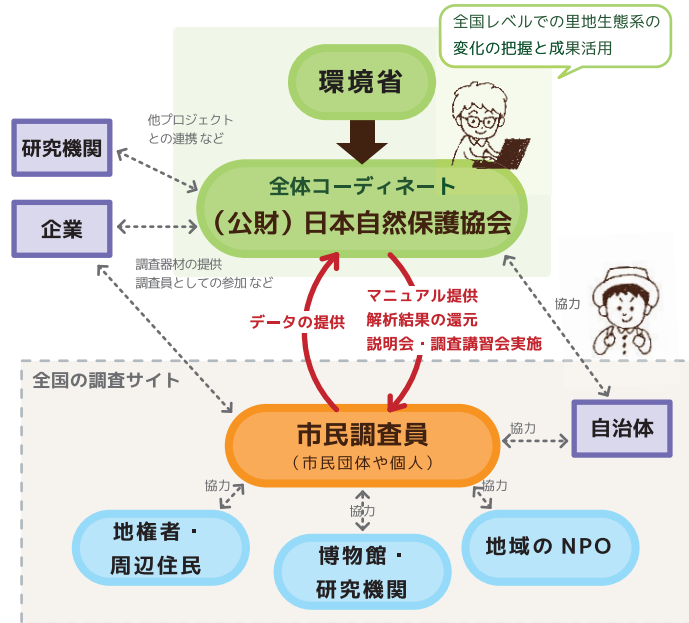 全国レベルでの里地生態系の
変化の把握と成果活用
環境省
他プロジェクト
との連携など
研究機関
全体コーディネート
（公財）日本自然保護協会
企業
調査器材の提供
調査員としての参加など
データの提供
マニュアル提供
解析結果の還元
説明会・調査講習会実施
協力
全国の調査サイト
市民調査員
（市民団体や個人）
協力
自治体
協力
協力
協力
地権者・
周辺住民
博物館・
研究機関
地域のNPO